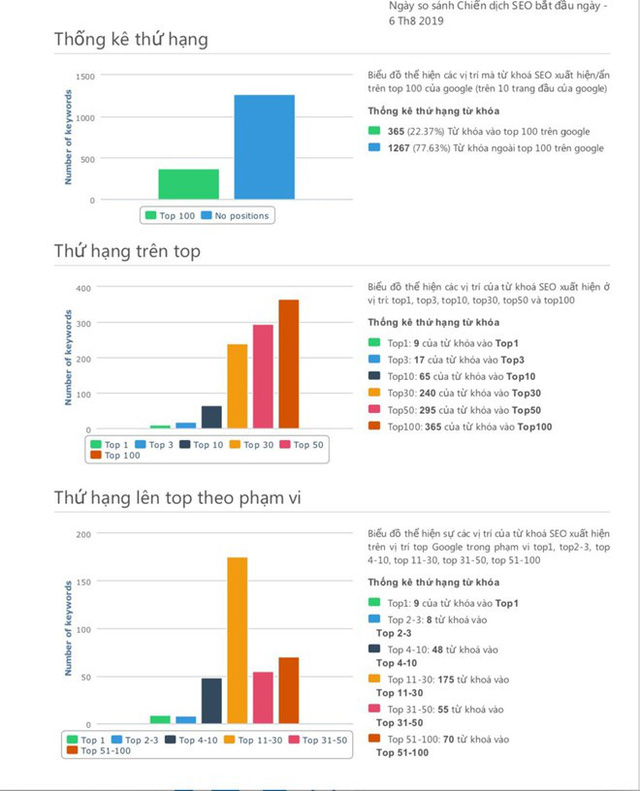 Ngày so sánh Chiến dịch SEO bắt đầu ngày -
6 Th8 2019
Thống kê thứ hạng
1500
1000
500
0
Number of keywords
Top 100 No positions
Biểu đồ thể hiện các vị trí mà từ khoá SEO xuất hiện/ẩn
trên top 100 của google (trên 10 trang đầu của google)
Thống kê thứ hạng từ khóa
365 (22.37%) Từ khóa vào top 100 trên google
1267 (77.63%) Từ khóa ngoài top 100 trên google
Thứ hạng trên top
400
300
200
100
0
Number of keywords
Top 1 Top 3 Top 10 Top 30 Top 50
Top 100
Biểu đồ thể hiện các vị trí của từ khoá SEO xuất hiện ở
vị trí: top1, top3, top10, top30, top50 và top100
Thống kê thứ hạng từ khóa
Top1: 9 của từ khóa vào Top1
Top3: 17 của từ khóa vào Top3
Top10: 65 của từ khóa vào Top10
Top30: 240 của từ khóa vào Top30
Top50: 295 của từ khóa vào Top50
Top100: 365 của từ khóa vào Top100
Thứ hạng lên top theo phạm vi
200
150
100
50
0
Number of keywords
Top 1 Top 2-3 Top 4-10 Top 11-30 Top 31-50
Top 51-100
Biểu đồ thể hiện sự các vị trí của từ khoá SEO xuất hiện
trên vị trí top Google trong phạm vi top1, top2-3, top
4-10, top 11-30, top 31-50, top 51-100
Thống kê thứ hạng từ khóa
Top1: 9 của từ khóa vào Top1
Top 2-3: 8 từ khoá vào
Top 2-3
Top 4-10: 48 từ khoá vào
Top 4-10
Top 11-30: 175 từ khoá vào
Top 11-30
Top 31-50: 55 từ khoá vào
Top 31-50
Top 51-100: 70 từ khoá vào
Top 51-100